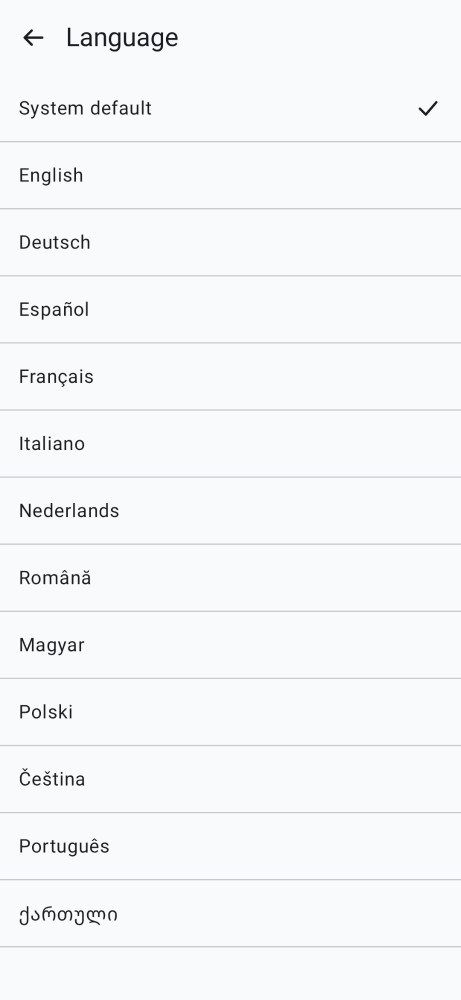 Language
System default
English
Deutsch
Español
Français
Italiano
Nederlands
Română
Magyar
Polski
Čeština
Português
ქართული